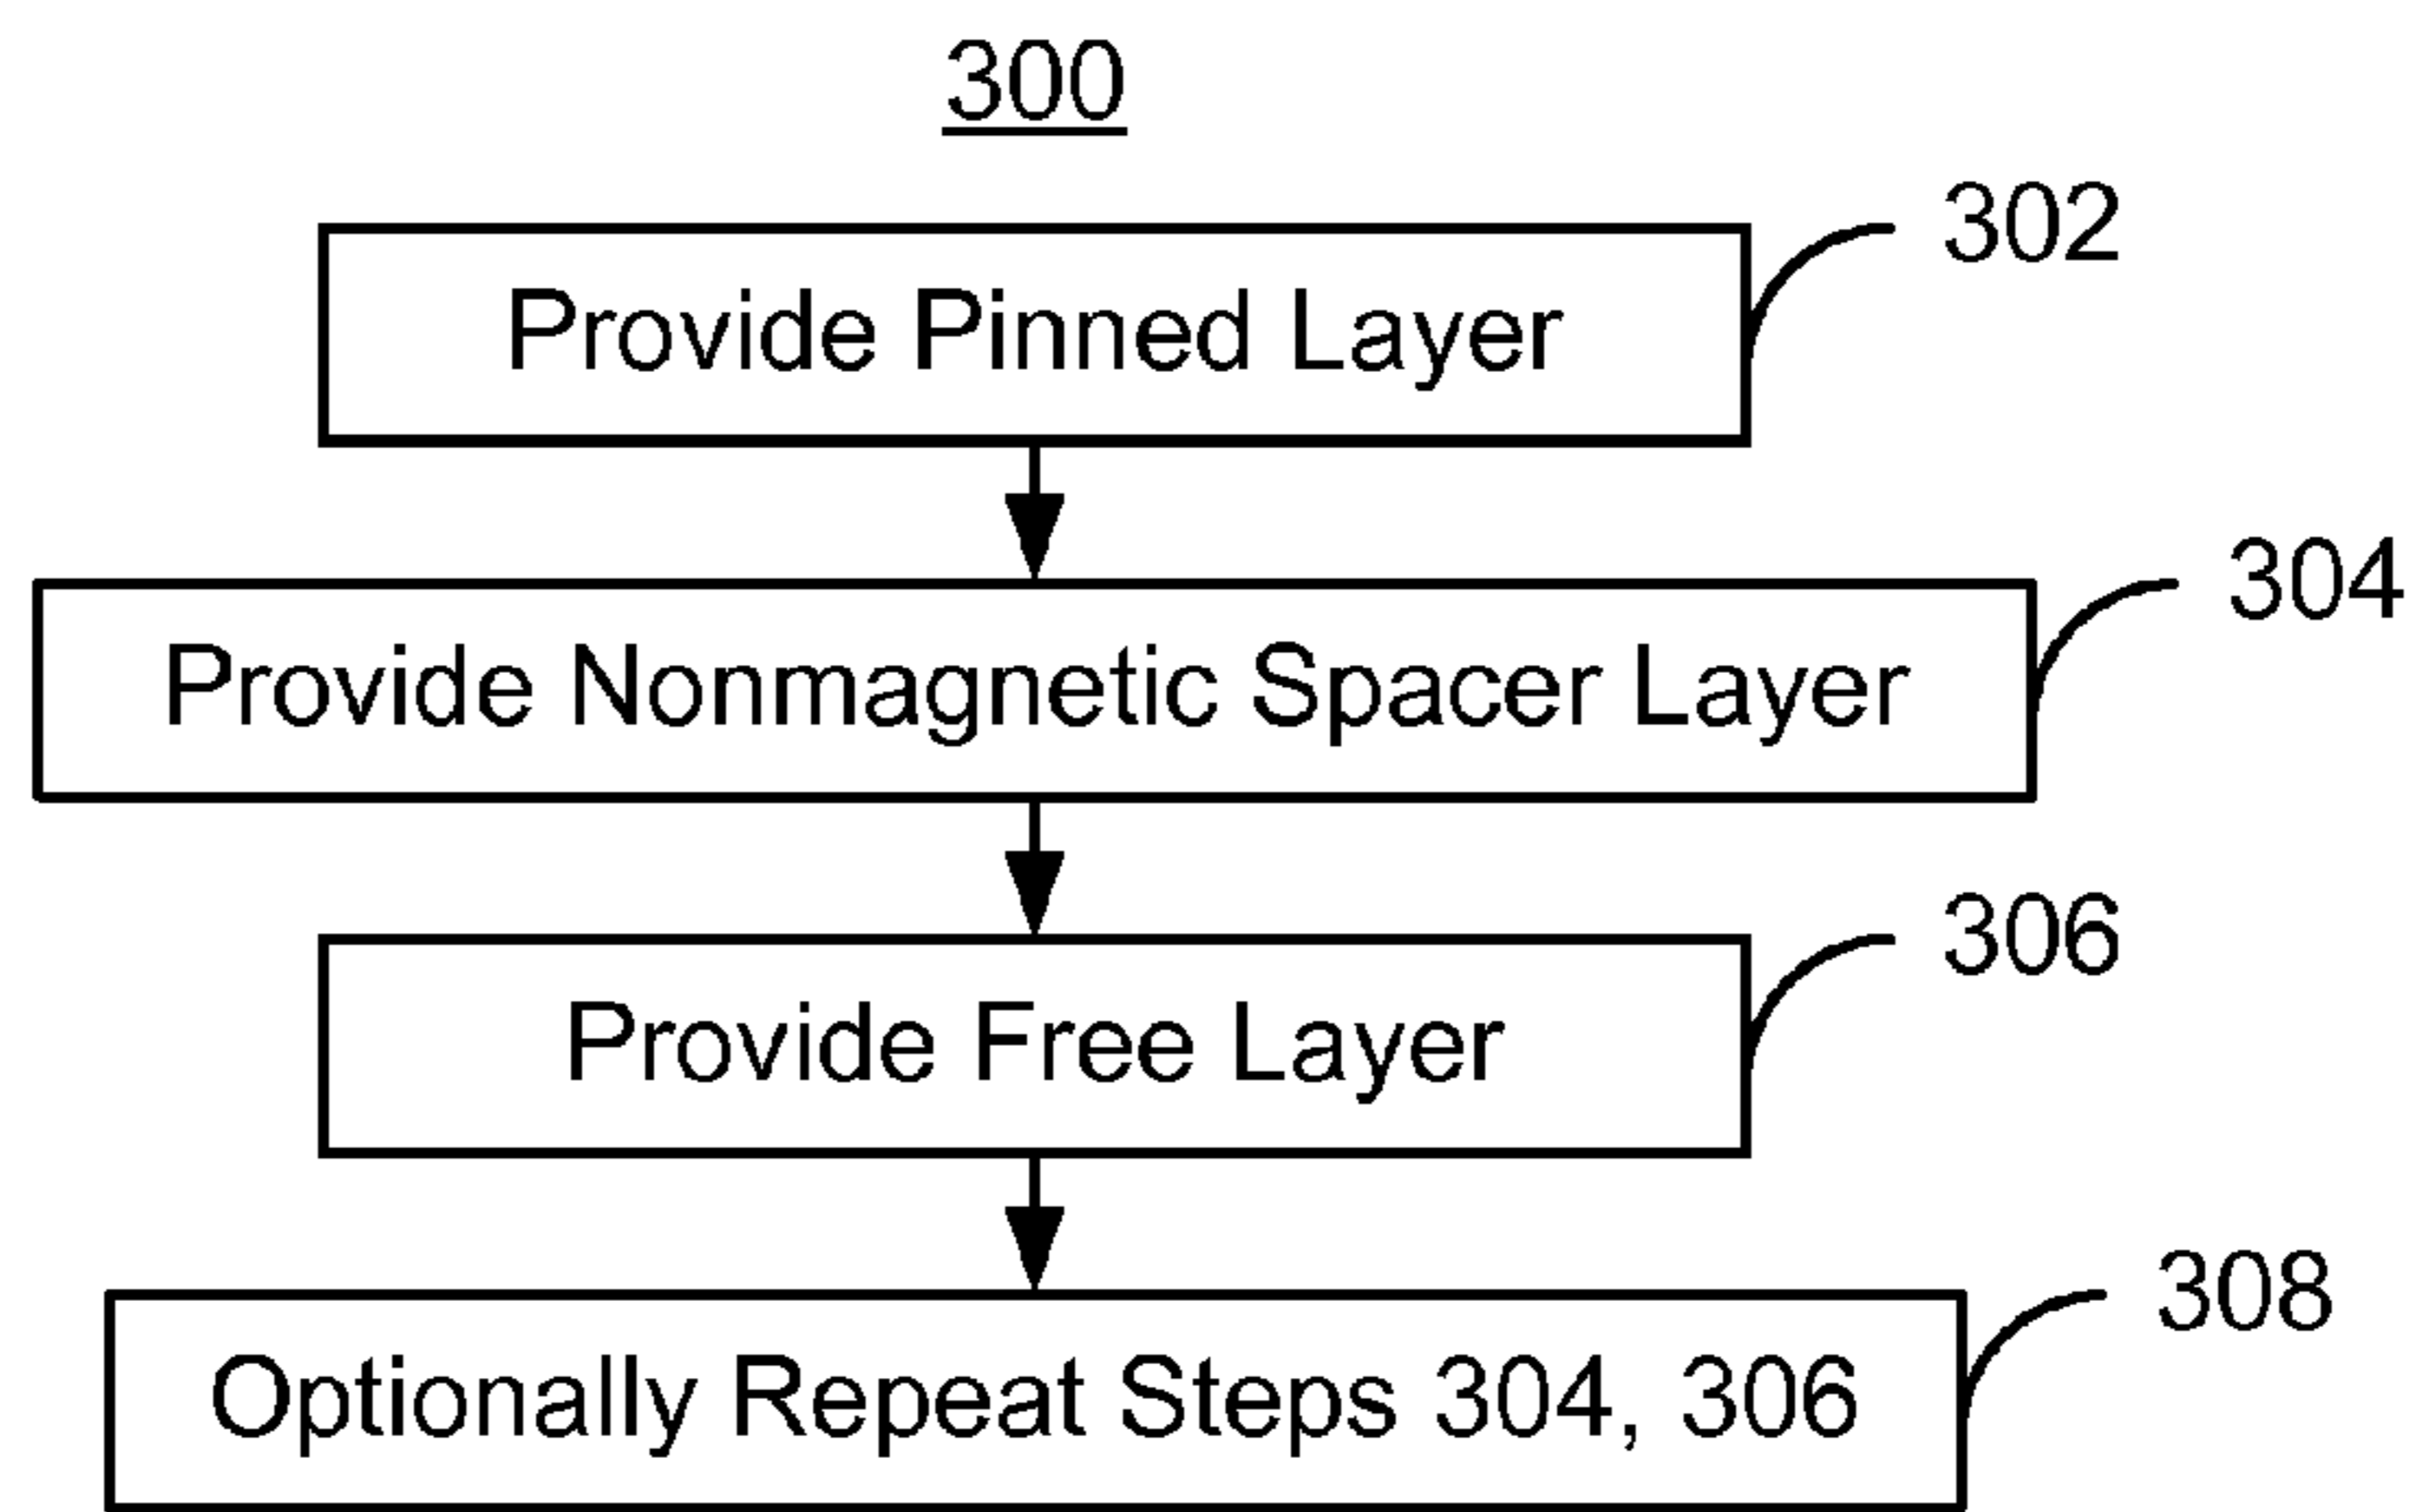 300
302
Provide Pinned Layer
304
Provide Nonmagnetic Spacer Layer
306
Provide Free Layer
308
Optionally Repeat Steps 304, 306